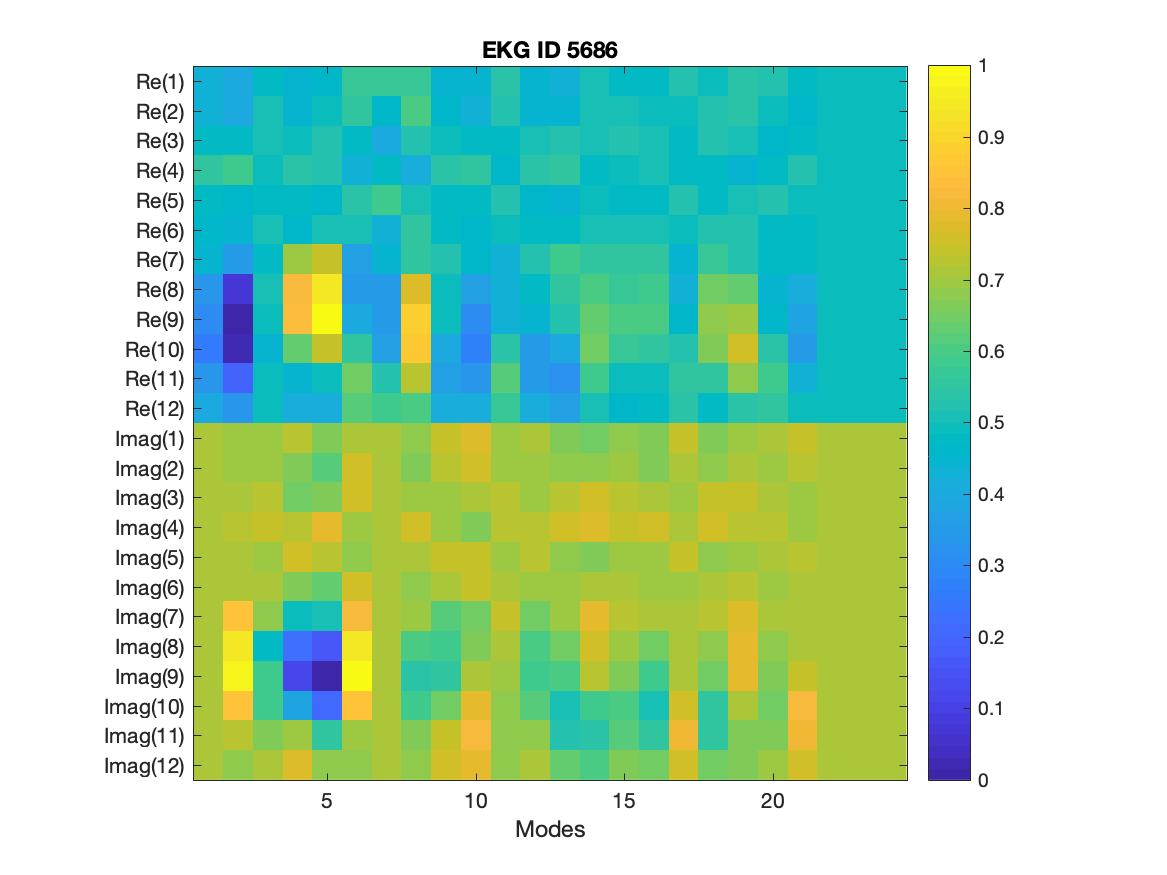 EKG ID 5686
Re(1)
Re(2)
Re(3)
Re(4)
Re(5)
Re(6)
Re(7)
Re(8)
Re(9)
Re(10)
Re(11)
Re(12)
Imag(1)
Imag(2)
Imag(3)
Imag(4)
Imag(5)
Imag(6)
Imag(7)
Imag(8)
Imag(9)
Imag(10)
Imag(11)
Imag(12)
5 10 15 20
Modes
1
0.9
0.8
0.7
0.6
0.5
0.4
0.3
0.2
0.1
0